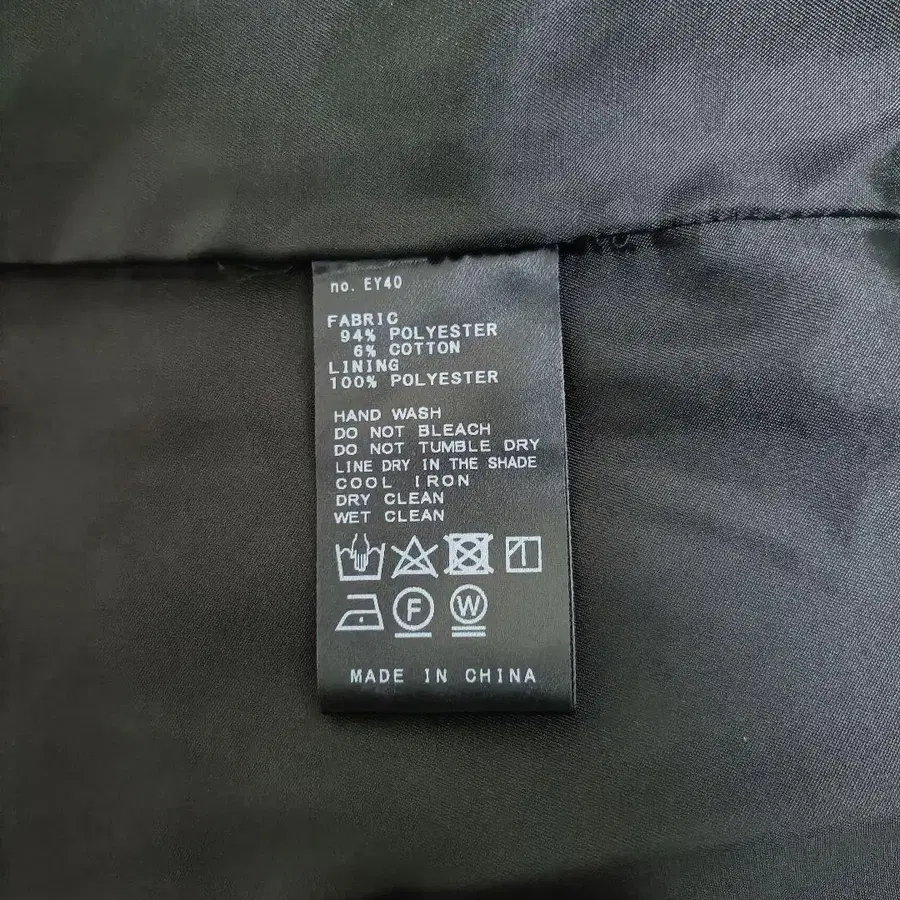 no. EY40
FABRIC
94% POLYESTER
6% COTTON
LINING
100% POLYESTER
HAND WASH
DO NOT BLEACH
DO NOT TUMBLE DRY
LINE DRY IN THE SHADE
COOL IRON
DRY CLEAN
WET CLEAN
F W
MADE IN CHINA